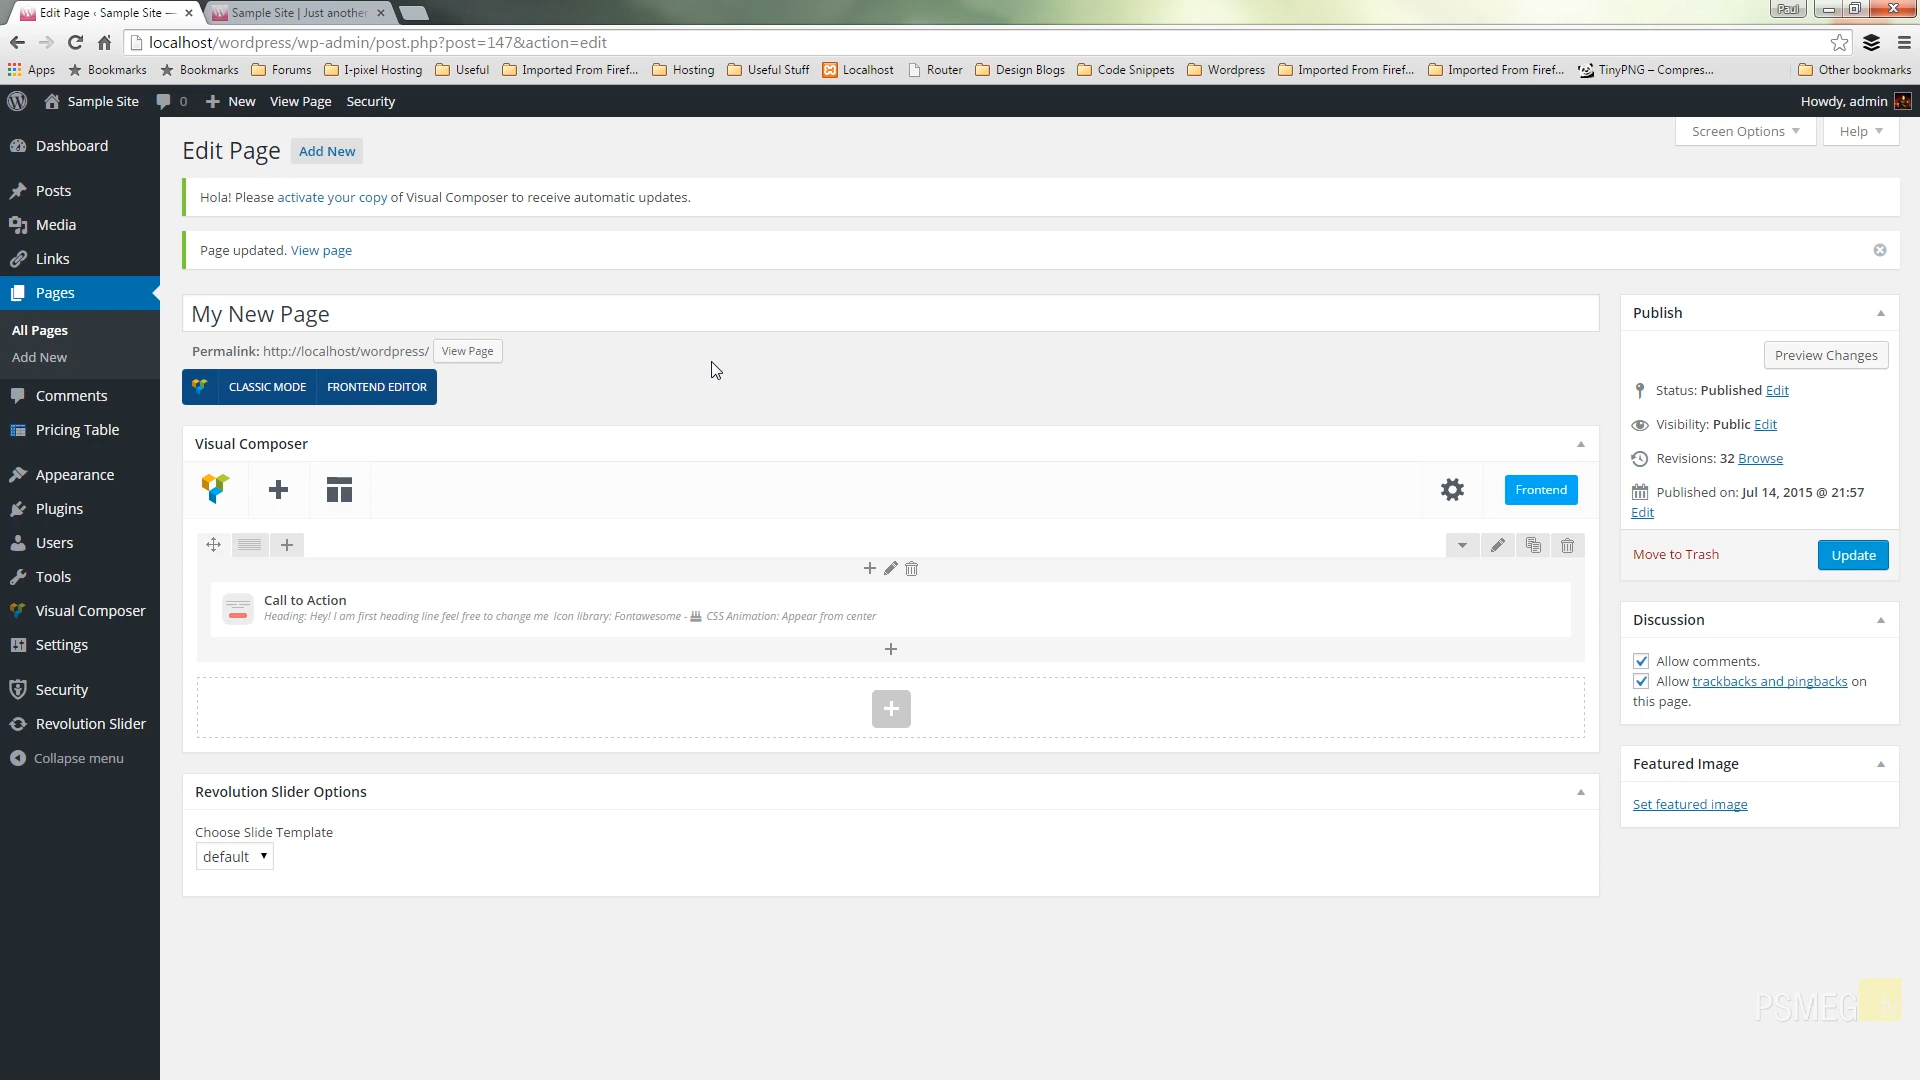 Edit Page ‹ Sample Site —
Sample Site | Just another
Paul
localhost/wordpress/wp-admin/post.php?post=147&action=edit
Apps
Bookmarks
Bookmarks
Forums
I-pixel Hosting
Useful
Imported From Firef...
Hosting
Useful Stuff
Localhost
Router
Design Blogs
Code Snippets
Wordpress
Imported From Firef...
Imported From Firef...
TinyPNG – Compres...
Other bookmarks
Sample Site
0
New
View Page
Security
Howdy, admin
Dashboard
Posts
Media
Links
Pages
All Pages
Add New
Comments
Pricing Table
Appearance
Plugins
Users
Tools
Visual Composer
Settings
Security
Revolution Slider
Collapse menu
Screen Options
Help
Edit Page
Add New
Hola! Please activate your copy of Visual Composer to receive automatic updates.
Page updated. View page
My New Page
Permalink: http://localhost/wordpress/ View Page
CLASSIC MODE
FRONTEND EDITOR
Visual Composer
Frontend
Call to Action
Heading: Hey! I am first heading line feel free to change me Icon library: Fontawesome - CSS Animation: Appear from center
Revolution Slider Options
Choose Slide Template
default
Publish
Preview Changes
Status: Published Edit
Visibility: Public Edit
Revisions: 32 Browse
Published on: Jul 14, 2015 @ 21:57
Edit
Move to Trash
Update
Discussion
Allow comments.
Allow trackbacks and pingbacks on
this page.
Featured Image
Set featured image
PSMEG tv